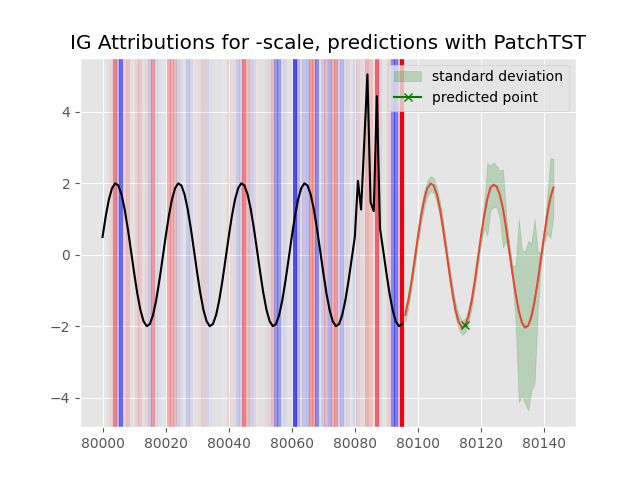 IG Attributions for -scale, predictions with PatchTST
standard deviation
predicted point
4
2
0
−2
−4
80000 80020 80040 80060 80080 80100 80120 80140